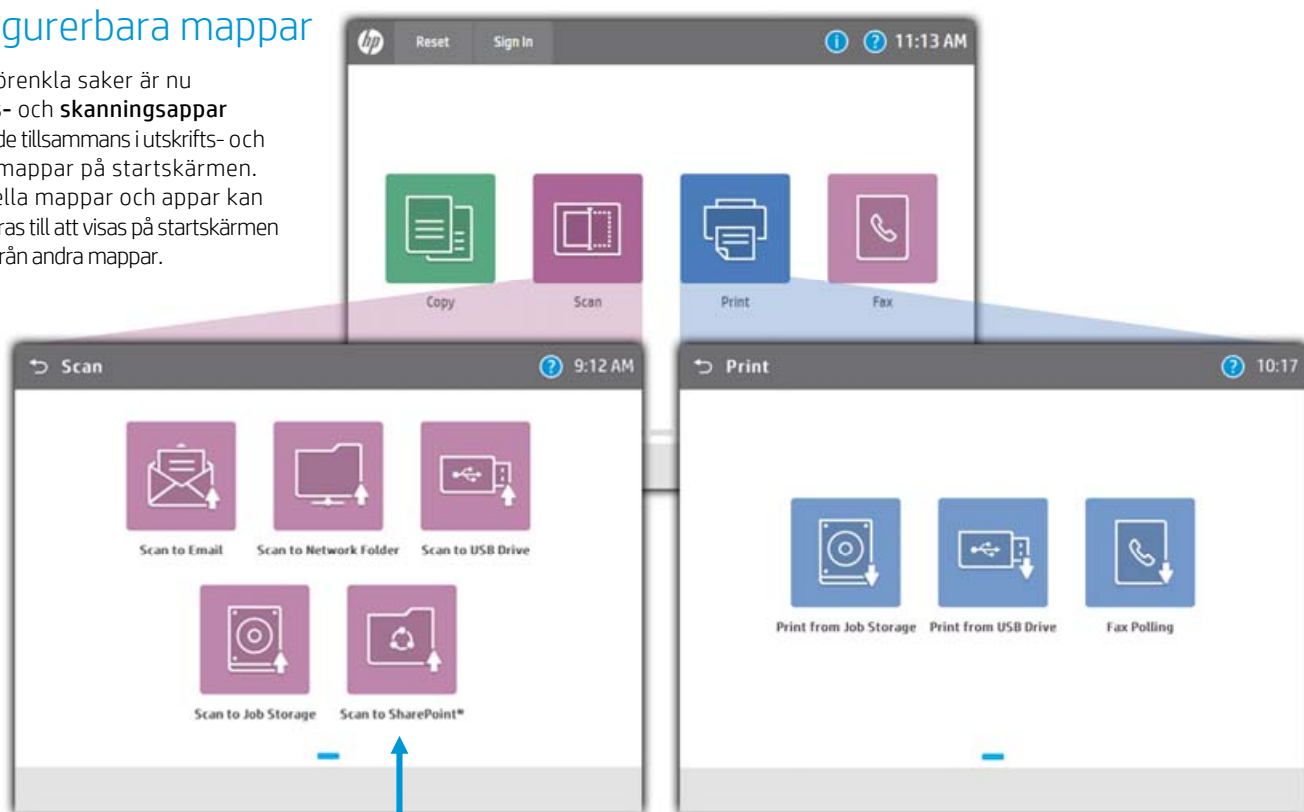 gurerbara mappar
örenkla saker är nu
s- och skanningsappar
de tillsammans i utskrifts- och
mappar på startskärmen.
ella mappar och appar kan
ras till att visas på startskärmen
rån andra mappar.
hp Reset Sign In i ? 11:13 AM
Copy Scan Print Fax
Scan ? 9:12 AM
Scan to Email Scan to Network Folder Scan to USB Drive
Scan to Job Storage Scan to SharePoint®
Print ? 10:17
Print from Job Storage Print from USB Drive Fax Polling